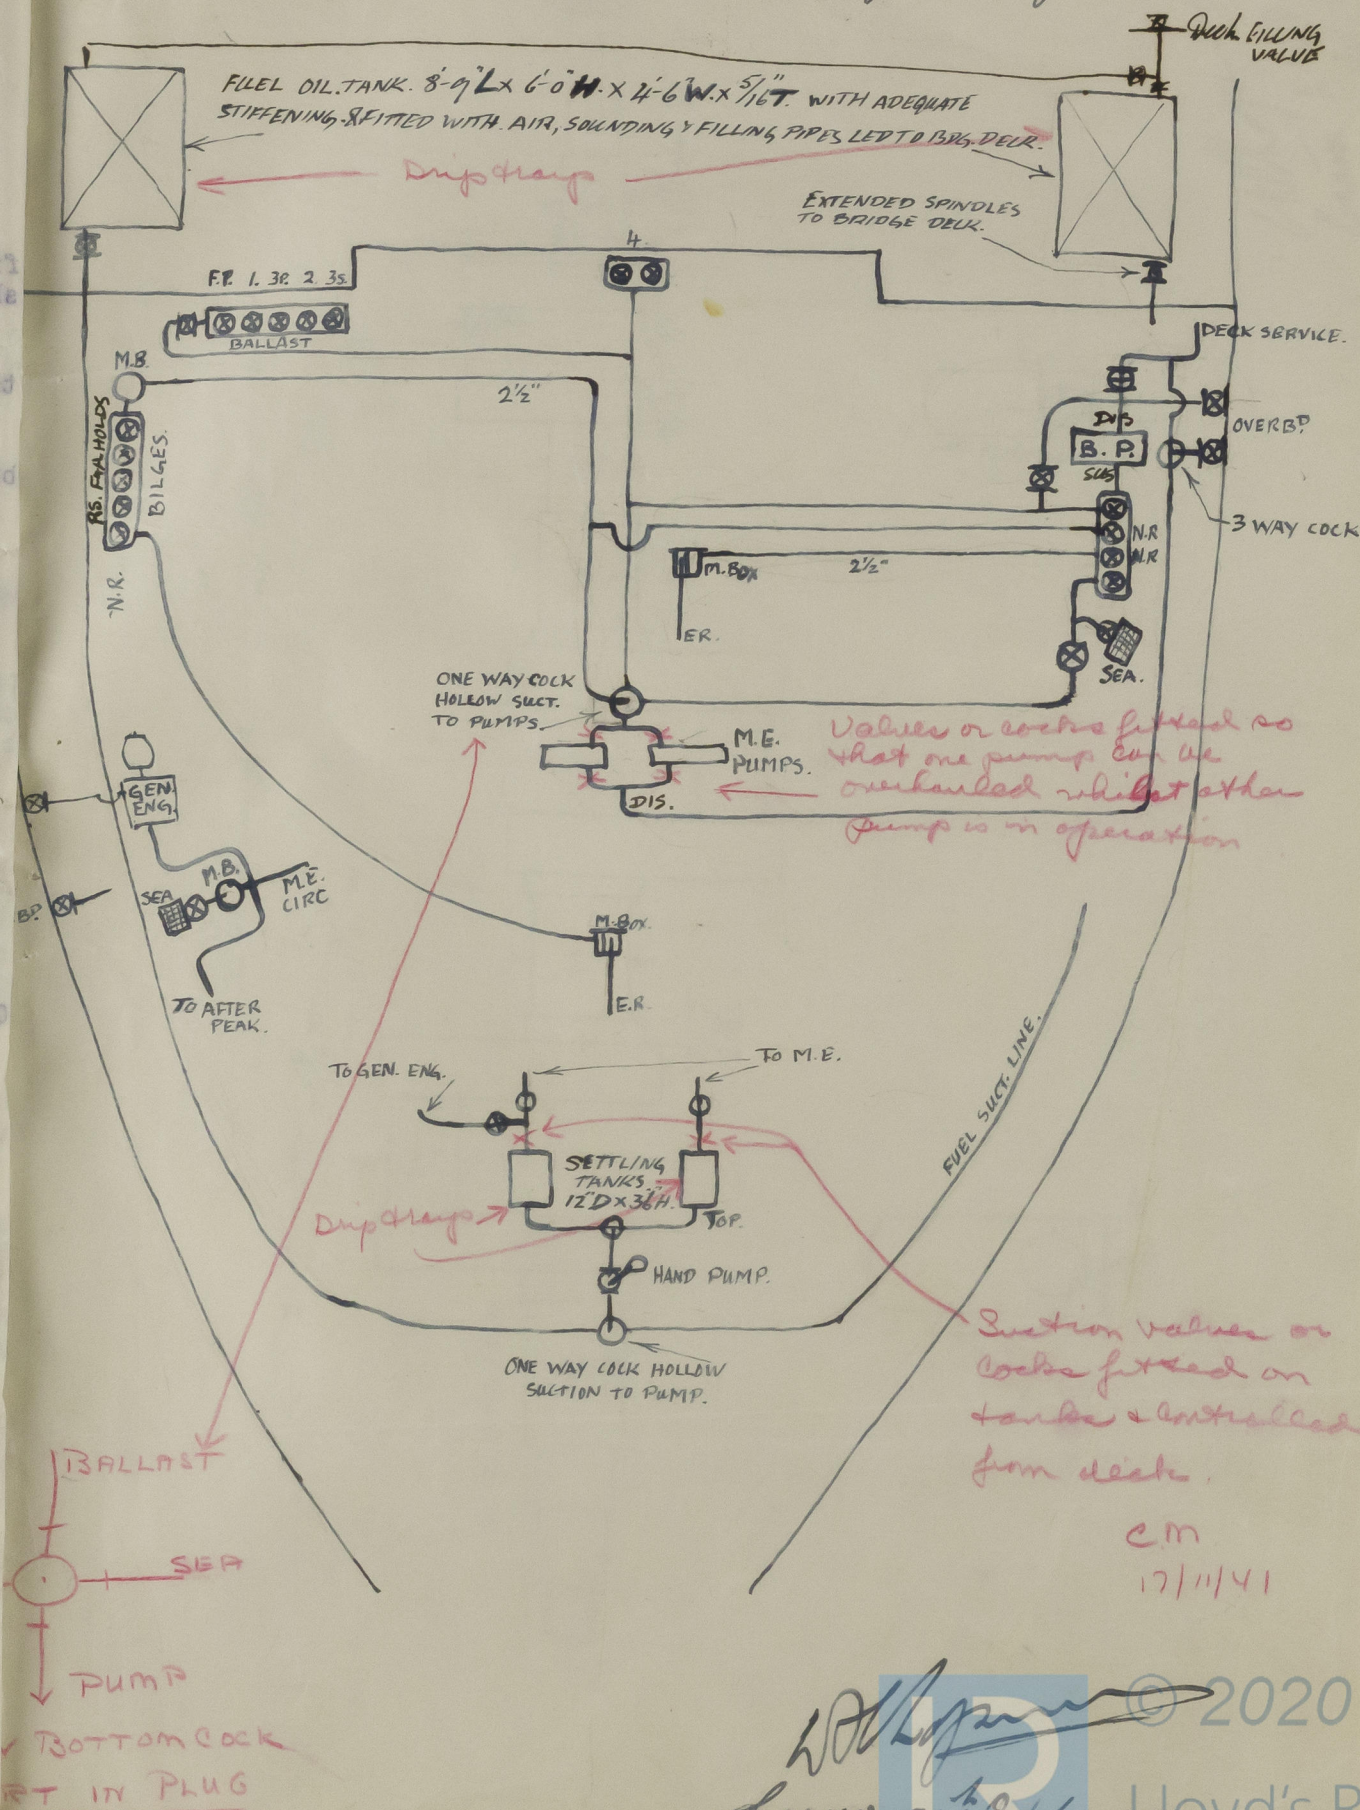 Deck FILLING
VALVE
FUEL OIL. TANK. 8'-9"L x 6'-0"H. x 4'-6"W. x 5/16"T. WITH ADEQUATE
STIFFENING. & FITTED WITH. AIR, SOUNDING & FILLING PIPES LED TO BDG. DECK.
Drip trays
EXTENDED SPINDLES
TO BRIDGE DECK.
4.
F.P. 1. 3P. 2. 3S.
BALLAST
DECK SERVICE.
M.B.
2½"
DIS
B. P.
SUS
OVERBD.
HOLDS
BILGES.
N.R.
N.R
N.R
3 WAY COCK
M. BOX
2½"
ER.
SEA.
ONE WAY COCK
HOLLOW SUCT.
TO PUMPS.
M.E.
PUMPS.
DIS.
Valves or cocks fitted so
that one pump can be
overhauled whilst other
pump is in operation
GEN.
ENG.
M.B.
SEA
M.E.
CIRC
BD.
TO AFTER
PEAK.
M. BOX.
E.R.
TO GEN. ENG.
TO M.E.
FUEL SUCT. LINE.
SETTLING
TANKS.
12"D x 36"H.
Drip trays
TOP.
HAND PUMP.
ONE WAY COCK HOLLOW
SUCTION TO PUMP.
Suction valves or
cocks fitted on
tanks & controlled
from deck.
C.M
17/11/41
BALLAST
SEA
PUMP
BOTTOM COCK
IN PLUG
© 2020
Lloyd's R